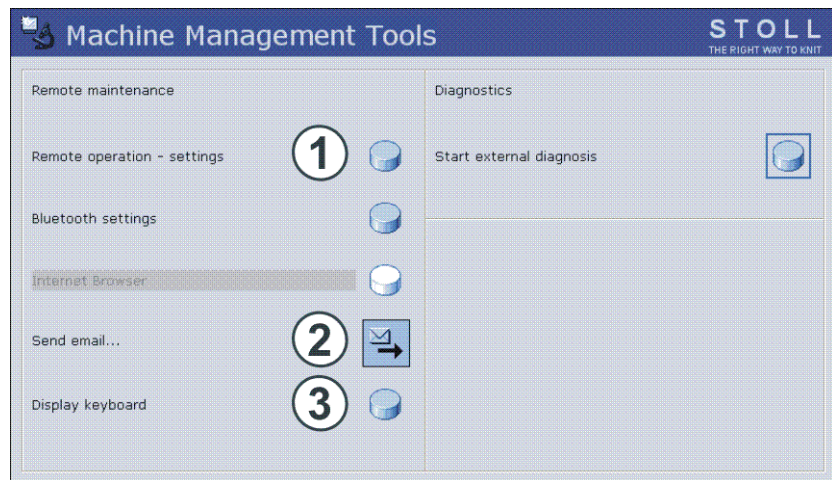 Machine Management Tools
STOLL
THE RIGHT WAY TO KNIT
Remote maintenance
Remote operation - settings
1
Bluetooth settings
Internet Browser
Send email...
2
Display keyboard
3
Diagnostics
Start external diagnosis